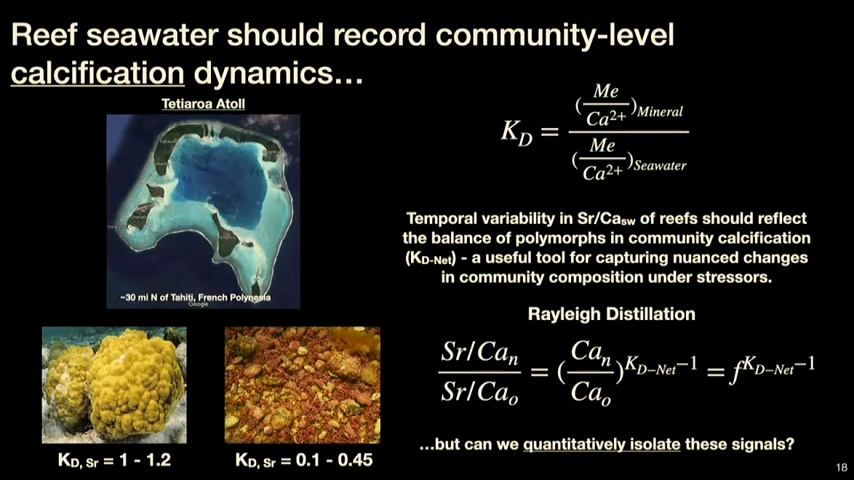 Reef seawater should record community-level
calcification dynamics…
Tetiaroa Atoll
~30 mi N of Tahiti, French Polynesia
Google
K_D = (Me/Ca²⁺)_Mineral / (Me/Ca²⁺)_Seawater
Temporal variability in Sr/Ca_sw of reefs should reflect
the balance of polymorphs in community calcification
(K_D-Net) - a useful tool for capturing nuanced changes
in community composition under stressors.
Rayleigh Distillation
Sr/Ca_n / Sr/Ca_o = (Ca_n / Ca_o)^(K_D–Net −1) = f^(K_D–Net −1)
…but can we quantitatively isolate these signals?
K_D, Sr = 1 - 1.2
K_D, Sr = 0.1 - 0.45
18